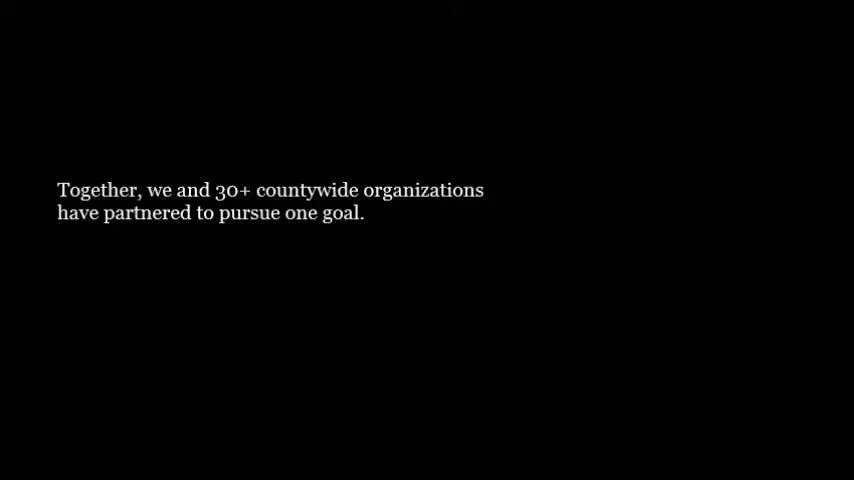 Together, we and 30+ countywide organizations
have partnered to pursue one goal.